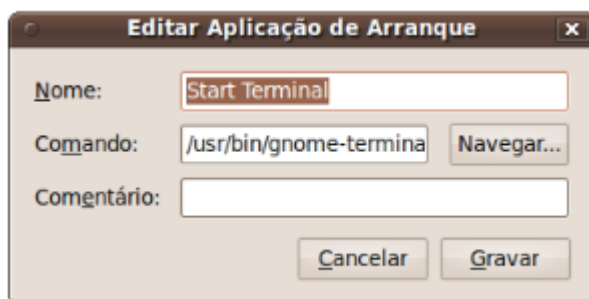 Editar Aplicação de Arranque
Nome: Start Terminal
Comando: /usr/bin/gnome-termina Navegar...
Comentário:
Cancelar Gravar